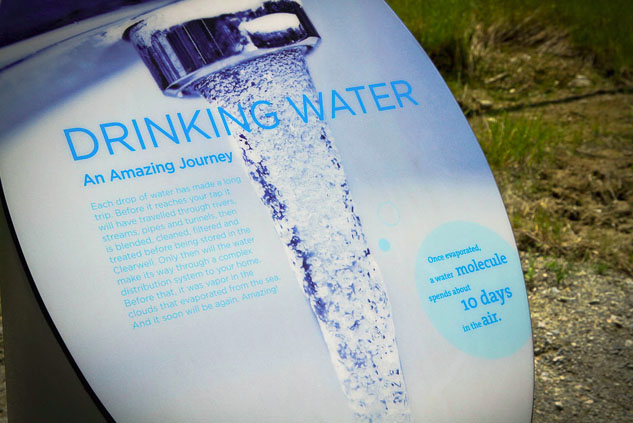 DRINKING WATER
An Amazing Journey
Each drop of water has made a long
trip. Before it reaches your tap it
will have travelled through rivers,
streams, pipes and tunnels, then
is blended, cleaned, filtered and
treated before being stored in the
Clearwell. Only then will the water
make its way through a complex
distribution system to your home.
Before that, it was vapor in the
clouds that evaporated from the sea.
And it soon will be again. Amazing!
Once evaporated,
a water molecule
spends about
10 days
in the air.